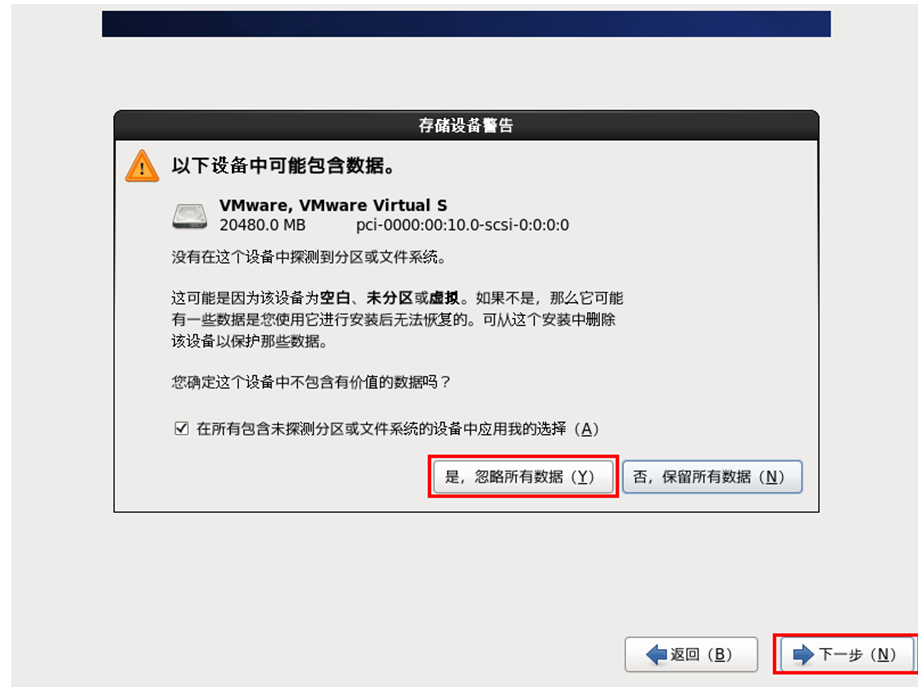 存储设备警告
以下设备中可能包含数据。
VMware, VMware Virtual S
20480.0 MB pci-0000:00:10.0-scsi-0:0:0:0
没有在这个设备中探测到分区或文件系统。
这可能是因为该设备为空白、未分区或虚拟。如果不是，那么它可能
有一些数据是您使用它进行安装后无法恢复的。可从这个安装中删除
该设备以保护那些数据。
您确定这个设备中不包含有价值的数据吗？
在所有包含未探测分区或文件系统的设备中应用我的选择（A）
是，忽略所有数据（Y） 否，保留所有数据（N）
返回（B） 下一步（N）